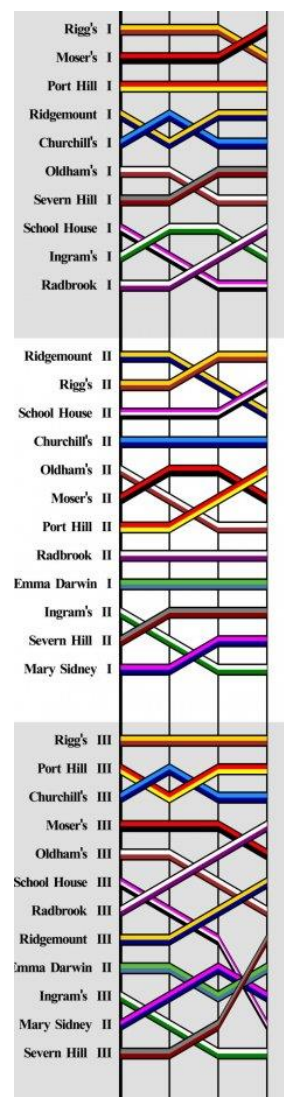 Rigg's I
Moser's I
Port Hill I
Ridgemount I
Churchill's I
Oldham's I
Severn Hill I
School House I
Ingram's I
Radbrook I
Ridgemount II
Rigg's II
School House II
Churchill's II
Oldham's II
Moser's II
Port Hill II
Radbrook II
Emma Darwin I
Ingram's II
Severn Hill II
Mary Sidney I
Rigg's III
Port Hill III
Churchill's III
Moser's III
Oldham's III
School House III
Radbrook III
Ridgemount III
Emma Darwin II
Ingram's III
Mary Sidney II
Severn Hill III